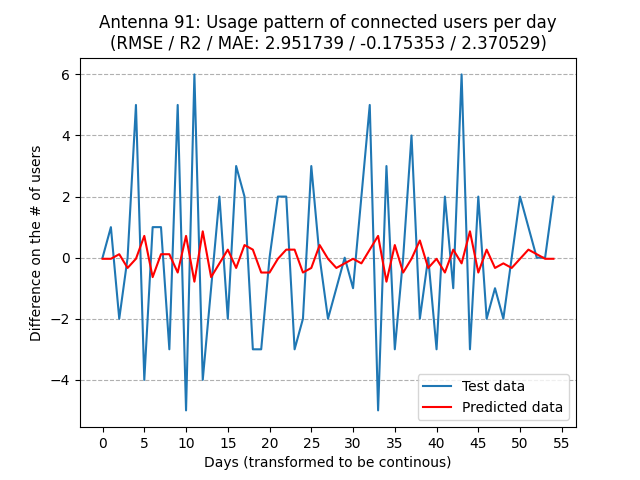 Antenna 91: Usage pattern of connected users per day
(RMSE / R2 / MAE: 2.951739 / -0.175353 / 2.370529)
Difference on the # of users
6
4
2
0
−2
−4
Test data
Predicted data
0 5 10 15 20 25 30 35 40 45 50 55
Days (transformed to be continous)